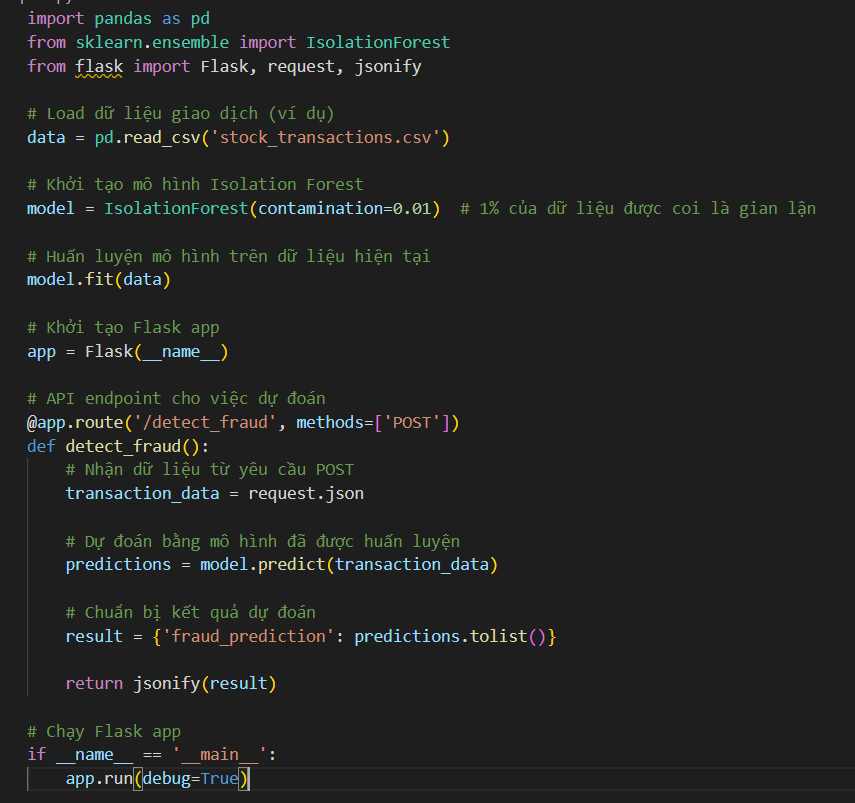 import pandas as pd
from sklearn.ensemble import IsolationForest
from flask import Flask, request, jsonify
# Load dữ liệu giao dịch (ví dụ)
data = pd.read_csv('stock_transactions.csv')
# Khởi tạo mô hình Isolation Forest
model = IsolationForest(contamination=0.01)  # 1% của dữ liệu được coi là gian lận
# Huấn luyện mô hình trên dữ liệu hiện tại
model.fit(data)
# Khởi tạo Flask app
app = Flask(__name__)
# API endpoint cho việc dự đoán
@app.route('/detect_fraud', methods=['POST'])
def detect_fraud():
    # Nhận dữ liệu từ yêu cầu POST
    transaction_data = request.json
    # Dự đoán bằng mô hình đã được huấn luyện
    predictions = model.predict(transaction_data)
    # Chuẩn bị kết quả dự đoán
    result = {'fraud_prediction': predictions.tolist()}
    return jsonify(result)
# Chạy Flask app
if __name__ == '__main__':
    app.run(debug=True)